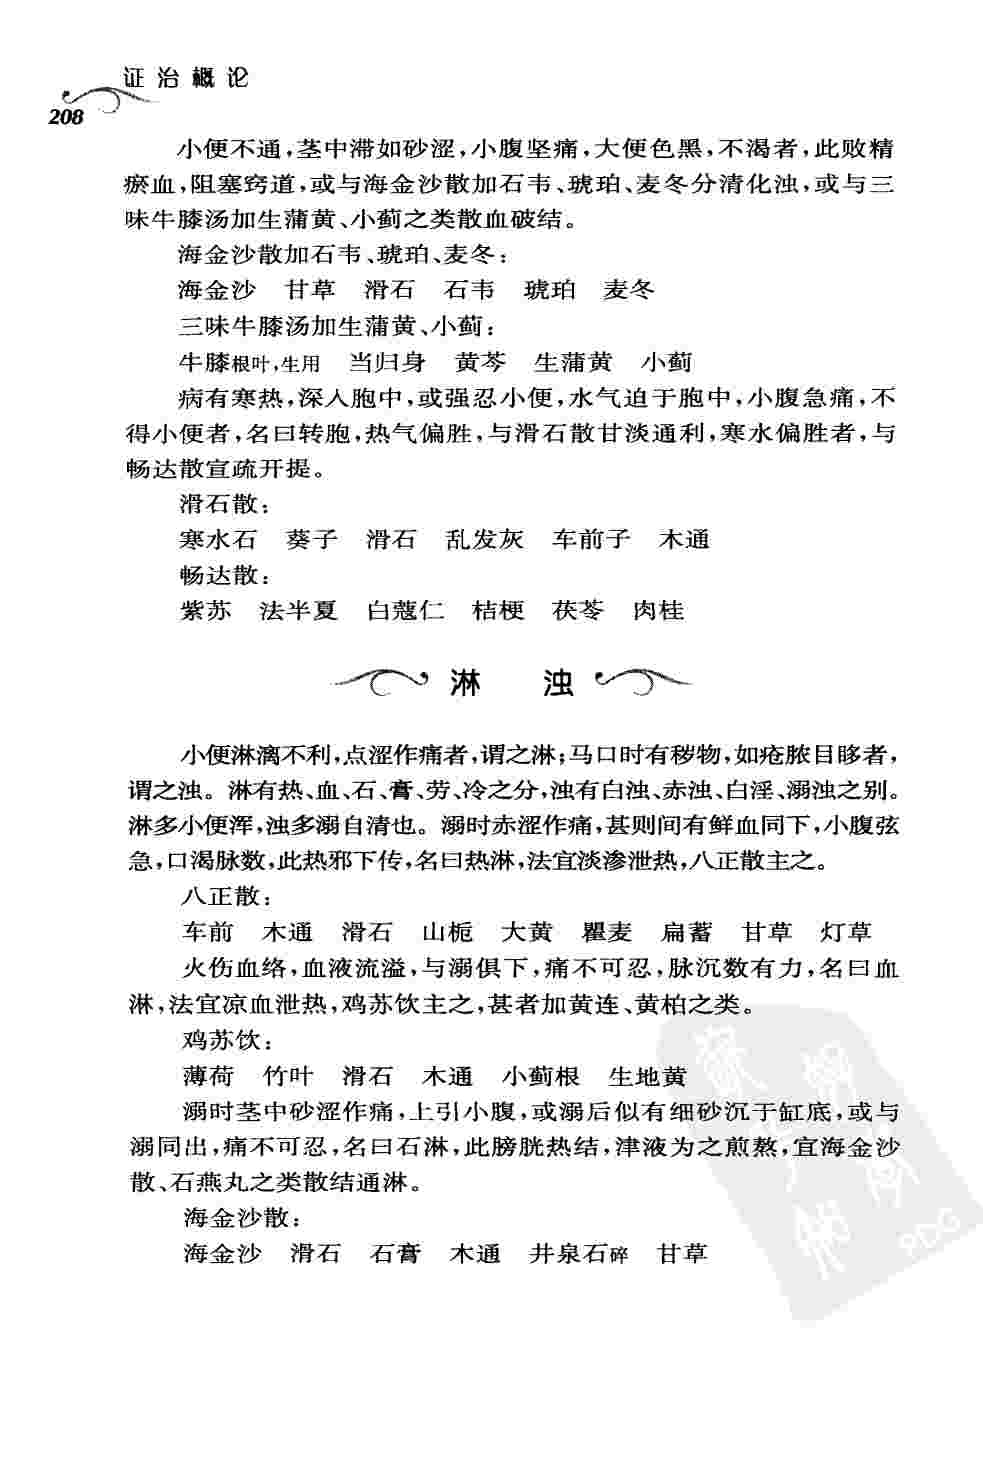 证治概论
208
小便不通,茎中滞如砂涩,小腹坚痛,大便色黑,不渴者,此败精
瘀血,阻塞窍道,或与海金沙散加石韦、琥珀、麦冬分清化浊,或与三
味牛膝汤加生蒲黄、小蓟之类散血破结。
海金沙散加石韦、琥珀、麦冬:
海金沙 甘草 滑石 石韦 琥珀 麦冬
三味牛膝汤加生蒲黄、小蓟:
牛膝根叶,生用 当归身 黄芩 生蒲黄 小蓟
病有寒热,深入胞中,或强忍小便,水气迫于胞中,小腹急痛,不
得小便者,名曰转胞,热气偏胜,与滑石散甘淡通利,寒水偏胜者,与
畅达散宣疏开提。
滑石散:
寒水石 葵子 滑石 乱发灰 车前子 木通
畅达散:
紫苏 法半夏 白蔻仁 桔梗 茯苓 肉桂
淋 浊
小便淋漓不利,点涩作痛者,谓之淋;马口时有秽物,如疮脓目眵者,
谓之浊。淋有热、血、石、膏、劳、冷之分,浊有白浊、赤浊、白淫、溺浊之别。
淋多小便浑,浊多溺自清也。溺时赤涩作痛,甚则间有鲜血同下,小腹弦
急,口渴脉数,此热邪下传,名曰热淋,法宜淡渗泄热,八正散主之。
八正散:
车前 木通 滑石 山栀 大黄 瞿麦 扁蓄 甘草 灯草
火伤血络,血液流溢,与溺俱下,痛不可忍,脉沉数有力,名曰血
淋,法宜凉血泄热,鸡苏饮主之,甚者加黄连、黄柏之类。
鸡苏饮:
薄荷 竹叶 滑石 木通 小蓟根 生地黄
溺时茎中砂涩作痛,上引小腹,或溺后似有细砂沉于缸底,或与
溺同出,痛不可忍,名曰石淋,此膀胱热结,津液为之煎熬,宜海金沙
散、石燕丸之类散结通淋。
海金沙散:
海金沙 滑石 石膏 木通 井泉石碎 甘草
PDG